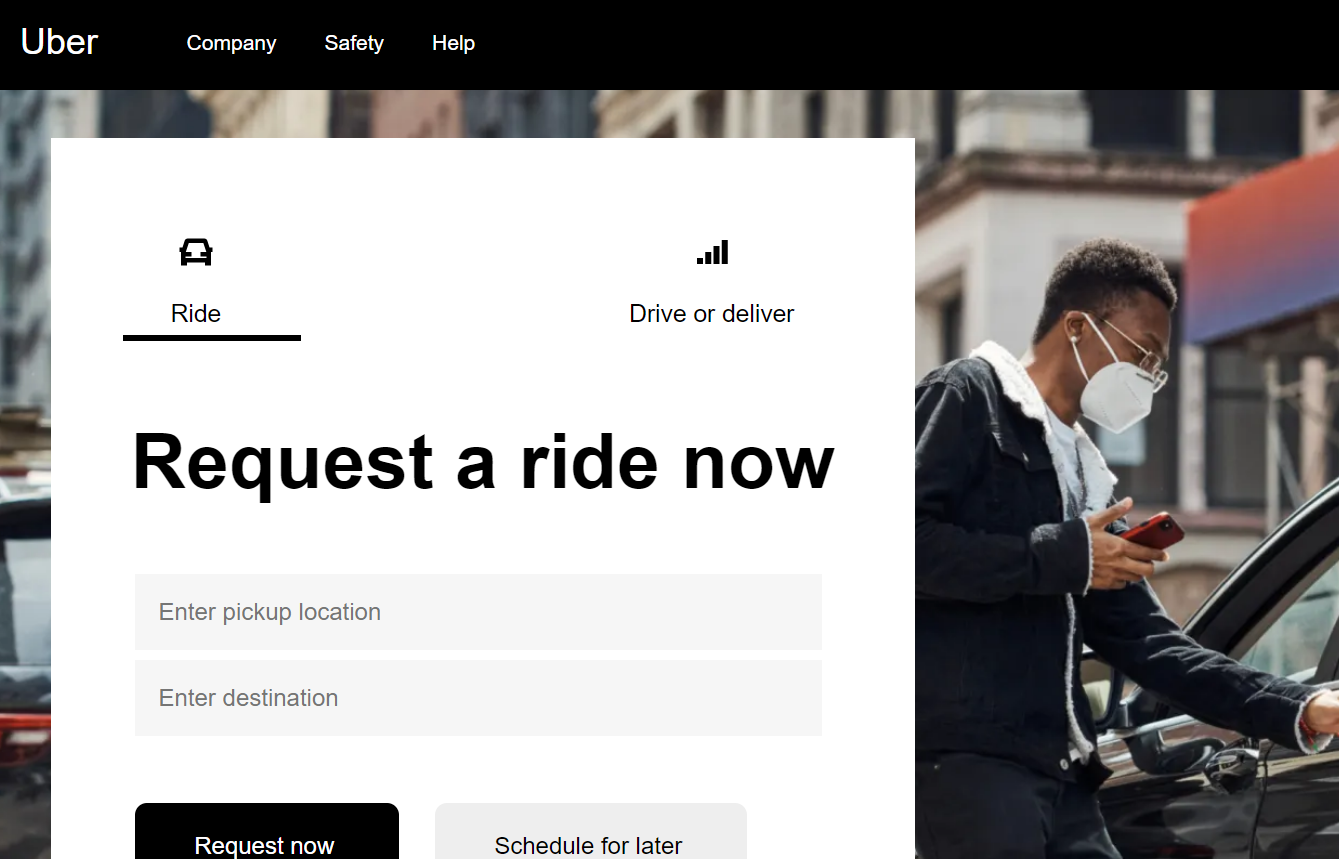 Uber
Company Safety Help
Ride
Drive or deliver
Request a ride now
Enter pickup location
Enter destination
Request now
Schedule for later